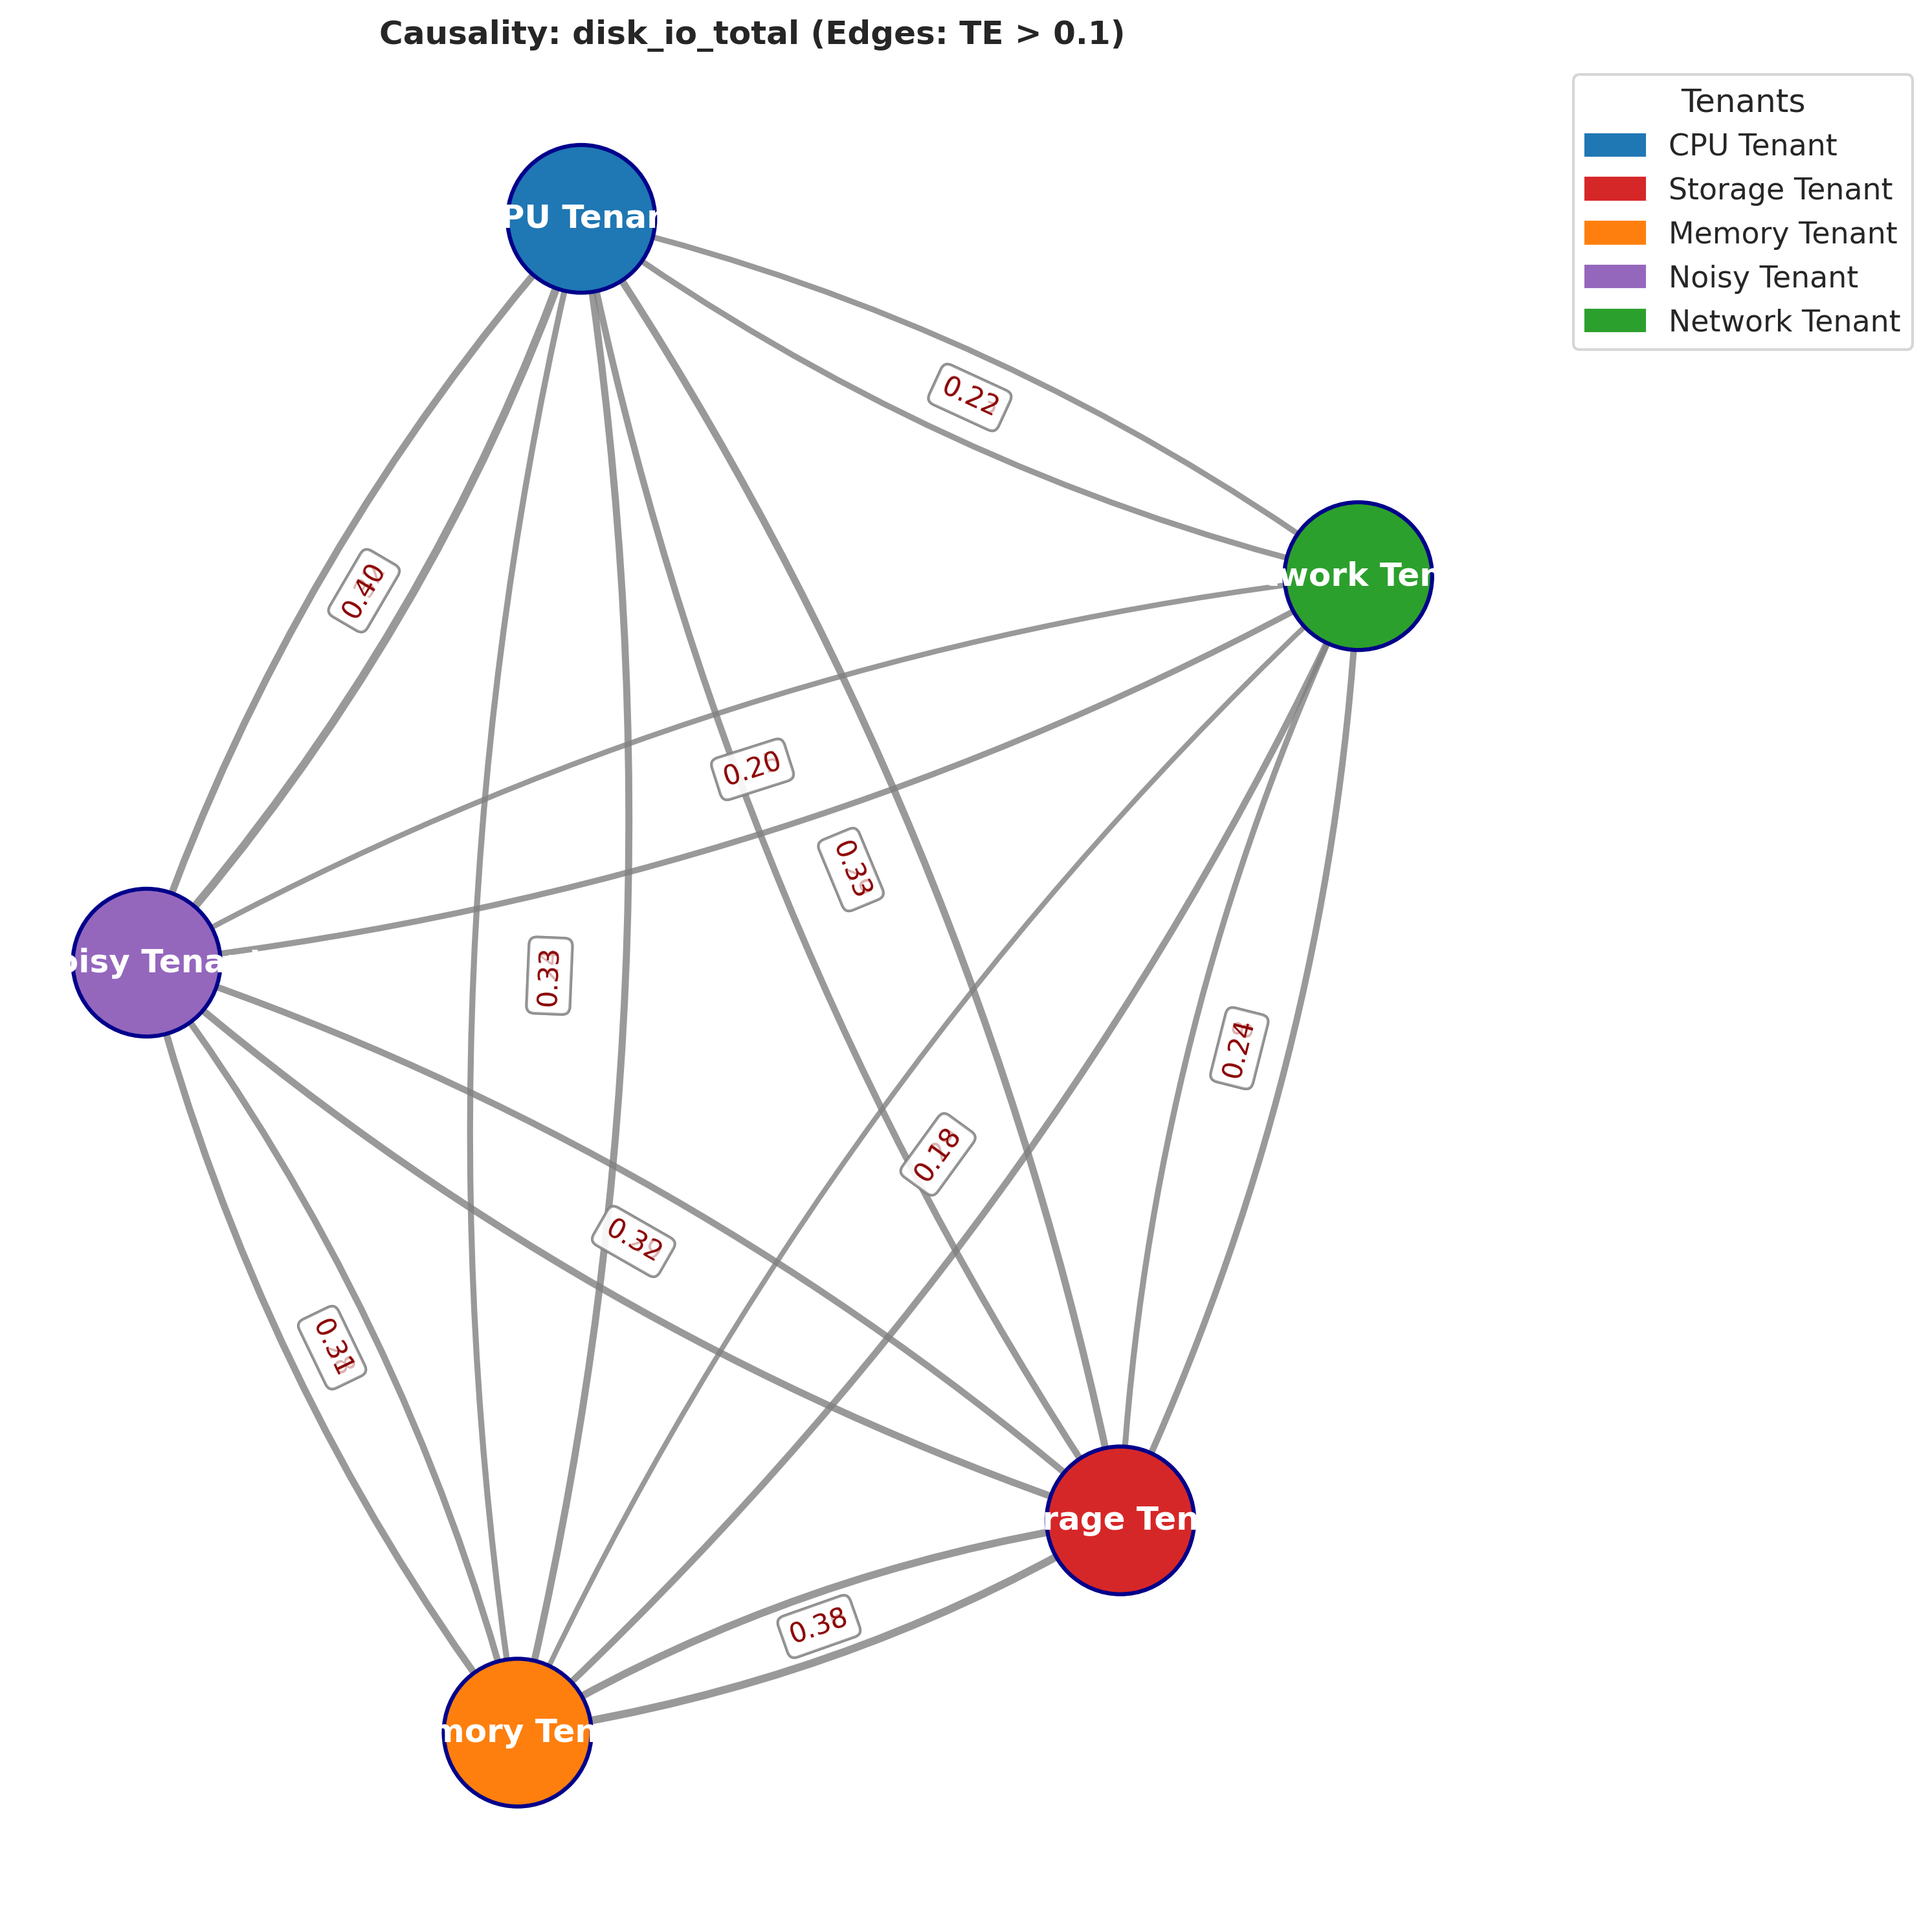 Causality: disk_io_total (Edges: TE > 0.1)
Tenants
CPU Tenant
Storage Tenant
Memory Tenant
Noisy Tenant
Network Tenant
PU Tenan
0.22
work Ten
0.40
0.20
0.33
oisy Tena
0.33
0.24
0.18
0.32
0.31
rage Ten
0.38
mory Ten